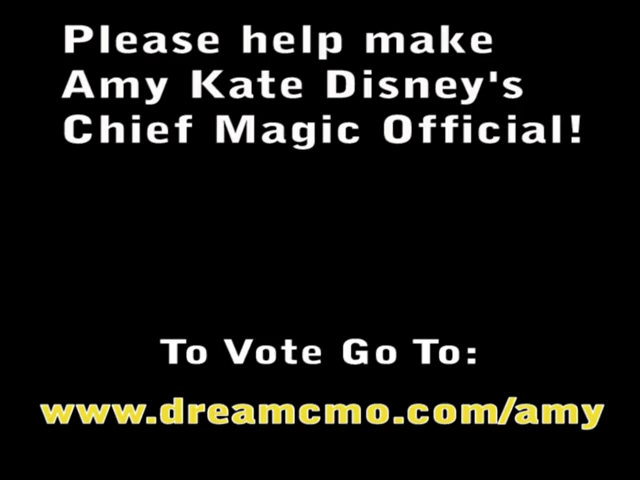 Please help make
Amy Kate Disney's
Chief Magic Official!
To Vote Go To:
www.dreamcmo.com/amy